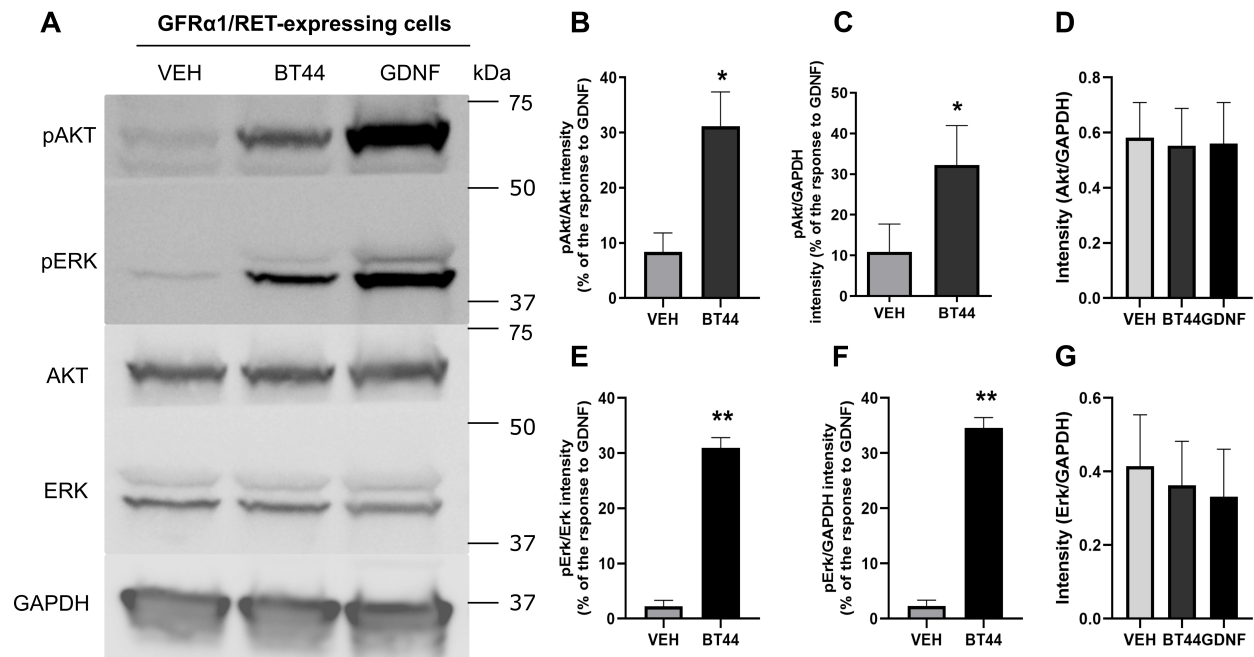 A
GFRα1/RET-expressing cells
VEH BT44 GDNF kDa
75
pAKT
50
pERK
37
75
AKT
50
ERK
37
GAPDH
37
B
pAkt/Akt intensity
(% of the rsponse to GDNF)
40
30
20
10
0
*
VEH BT44
C
pAkt/GAPDH
intensity (% of the rsponse to GDNF)
50
40
30
20
10
0
*
VEH BT44
D
Intensity (Akt/GAPDH)
0.8
0.6
0.4
0.2
0.0
VEH BT44 GDNF
E
pErk/Erk intensity
(% of the rsponse to GDNF)
40
30
20
10
0
**
VEH BT44
F
pErk/GAPDH intensity
(% of the rsponse to GDNF)
40
30
20
10
0
**
VEH BT44
G
Intensity (Erk/GAPDH)
0.6
0.4
0.2
0.0
VEH BT44 GDNF